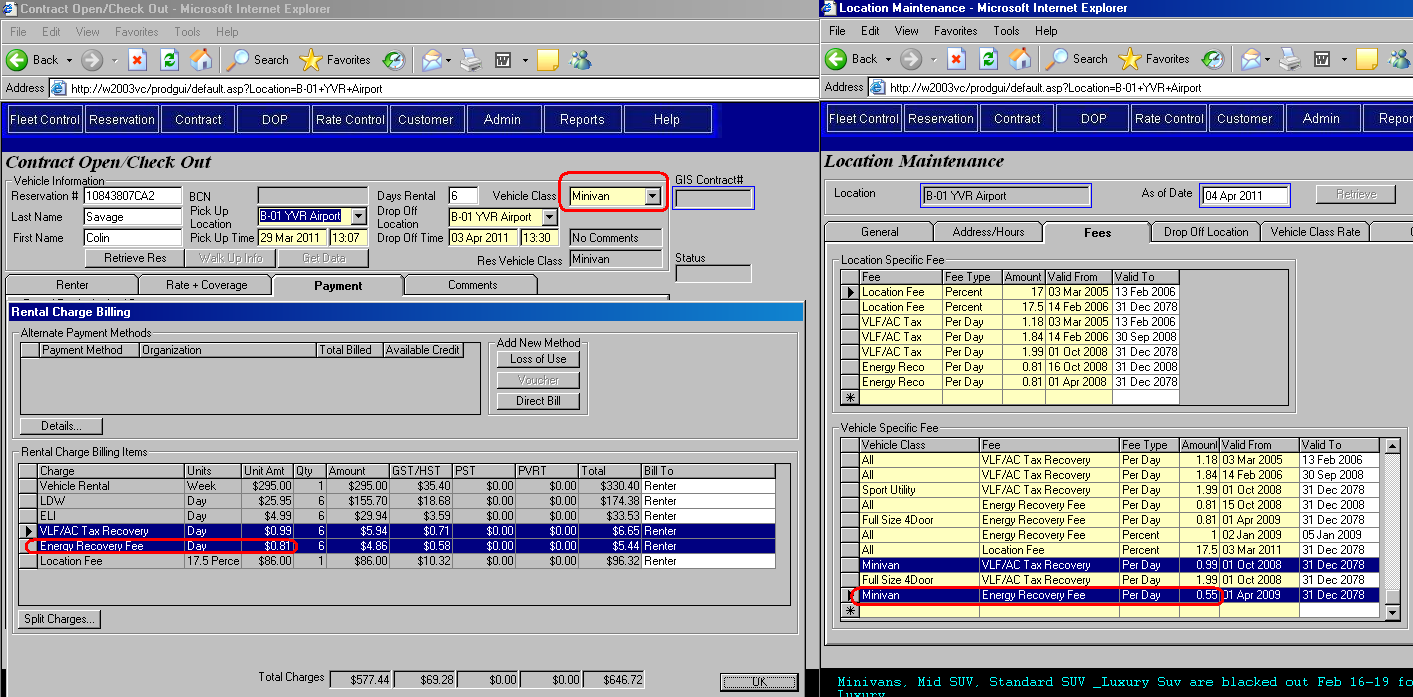 Contract Open/Check Out - Microsoft Internet Explorer
File Edit View Favorites Tools Help
Back Search Favorites
Address http://w2003vc/prodgui/default.asp?Location=B-01+YVR+Airport
Fleet Control Reservation Contract DOP Rate Control Customer Admin Reports Help
Contract Open/Check Out
Vehicle Information
Reservation # 10843807CA2 BCN Days Rental 6 Vehicle Class Minivan GIS Contract#
Last Name Savage Pick Up Location B-01 YVR Airport Drop Off Location B-01 YVR Airport
First Name Colin Pick Up Time 29 Mar 2011 13:07 Drop Off Time 03 Apr 2011 13:30 No Comments
Retrieve Res Walk Up Info Get Data Res Vehicle Class Minivan Status
Renter Rate + Coverage Payment Comments
Rental Charge Billing
Alternate Payment Methods
Payment Method Organization Total Billed Available Credit
Add New Method
Loss of Use
Voucher
Direct Bill
Details...
Rental Charge Billing Items
Charge Units Unit Amt Qty Amount GST/HST PST PVRT Total Bill To
Vehicle Rental Week $295.00 1 $295.00 $35.40 $0.00 $0.00 $330.40 Renter
LDW Day $25.95 6 $155.70 $18.68 $0.00 $0.00 $174.38 Renter
ELI Day $4.99 6 $29.94 $3.59 $0.00 $0.00 $33.53 Renter
VLF/AC Tax Recovery Day $0.99 6 $5.94 $0.71 $0.00 $0.00 $6.65 Renter
Energy Recovery Fee Day $0.81 6 $4.86 $0.58 $0.00 $0.00 $5.44 Renter
Location Fee 17.5 Perce $86.00 1 $86.00 $10.32 $0.00 $0.00 $96.32 Renter
Split Charges...
Total Charges $577.44 $69.28 $0.00 $0.00 $646.72 OK
Location Maintenance - Microsoft Internet Explorer
File Edit View Favorites Tools Help
Back Search Favorites
Address http://w2003vc/prodgui/default.asp?Location=B-01+YVR+Airport
Fleet Control Reservation Contract DOP Rate Control Customer Admin Repor
Location Maintenance
Location B-01 YVR Airport As of Date 04 Apr 2011 Retrieve
General Address/Hours Fees Drop Off Location Vehicle Class Rate
Location Specific Fee
Fee Fee Type Amount Valid From Valid To
Location Fee Percent 17 03 Mar 2005 13 Feb 2006
Location Fee Percent 17.5 14 Feb 2006 31 Dec 2078
VLF/AC Tax Per Day 1.18 03 Mar 2005 13 Feb 2006
VLF/AC Tax Per Day 1.84 14 Feb 2006 30 Sep 2008
VLF/AC Tax Per Day 1.99 01 Oct 2008 31 Dec 2078
Energy Reco Per Day 0.81 16 Oct 2008 31 Dec 2078
Energy Reco Per Day 0.81 01 Apr 2008 31 Dec 2078
Vehicle Specific Fee
Vehicle Class Fee Fee Type Amount Valid From Valid To
All VLF/AC Tax Recovery Per Day 1.18 03 Mar 2005 13 Feb 2006
All VLF/AC Tax Recovery Per Day 1.84 14 Feb 2006 30 Sep 2008
Sport Utility VLF/AC Tax Recovery Per Day 1.99 01 Oct 2008 31 Dec 2078
All Energy Recovery Fee Per Day 0.81 15 Oct 2008 31 Dec 2078
Full Size 4Door Energy Recovery Fee Per Day 0.81 01 Apr 2009 31 Dec 2078
All Energy Recovery Fee Percent 1 02 Jan 2009 05 Jan 2009
All Location Fee Percent 17.5 03 Mar 2011 31 Dec 2078
Minivan VLF/AC Tax Recovery Per Day 0.99 01 Oct 2008 31 Dec 2078
Full Size 4Door VLF/AC Tax Recovery Per Day 1.99 01 Oct 2008 31 Dec 2078
Minivan Energy Recovery Fee Per Day 0.55 01 Apr 2009 31 Dec 2078
Minivans, Mid SUV, Standard SUV _Luxury Suv are blacked out Feb 16-19 fo
Luxury